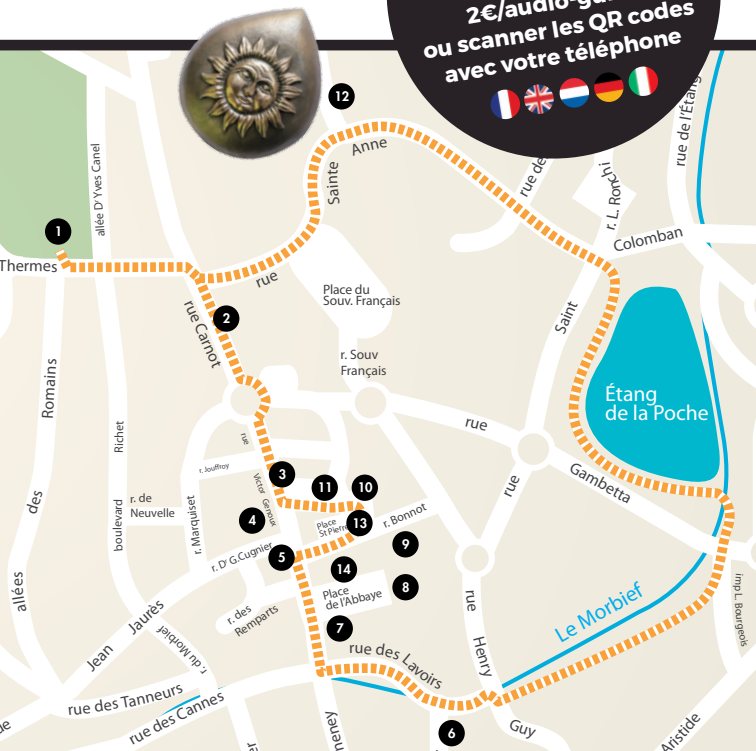 2€/audio-gu
ou scanner les QR codes
avec votre téléphone
12
rue de l'Étang
allée Dʳ Yves Canel
Anne
Sainte
rue de
r. L. Ronchi
1
Thermes
Colomban
rue
Place du
Souv. Français
2
rue Carnot
Saint
r. Souv
Français
Romains
Étang
de la Poche
rue
rue
Richet
r. Jouffroy
3
Victor Genoux
11
10
rue
Gambetta
des
boulevard
r. de
Neuvelle
r. Marquiset
4
Place
St Pierre
13
r. Bonnot
9
r. Dʳ G.Cugnier
5
14
allées
8
Place
de l'Abbaye
imp L. Bourgeois
r. des
Remparts
7
rue
Le Morbief
Jean
Jaurès
r. du Morbief
rue des Lavoirs
Henry
rue des Tanneurs
rue des Cannes
neney
6
Guy
Aristide